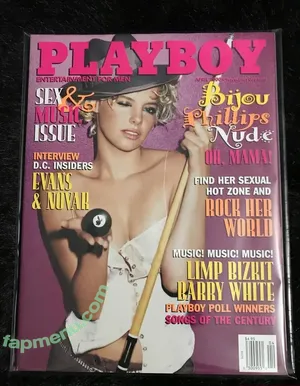 PLAYBOY
ENTERTAINMENT FOR MEN
SEX
&
MUSIC
ISSUE
Bijou
Phillips
Nude
OH, MAMA!
INTERVIEW
D.C. INSIDERS
EVANS
& NOVAK
FIND HER SEXUAL
HOT ZONE AND
ROCK HER
WORLD
MUSIC! MUSIC! MUSIC!
LIMP BIZKIT
BARRY WHITE
PLAYBOY POLL WINNERS
SONGS OF THE CENTURY
8
fapmenu.com